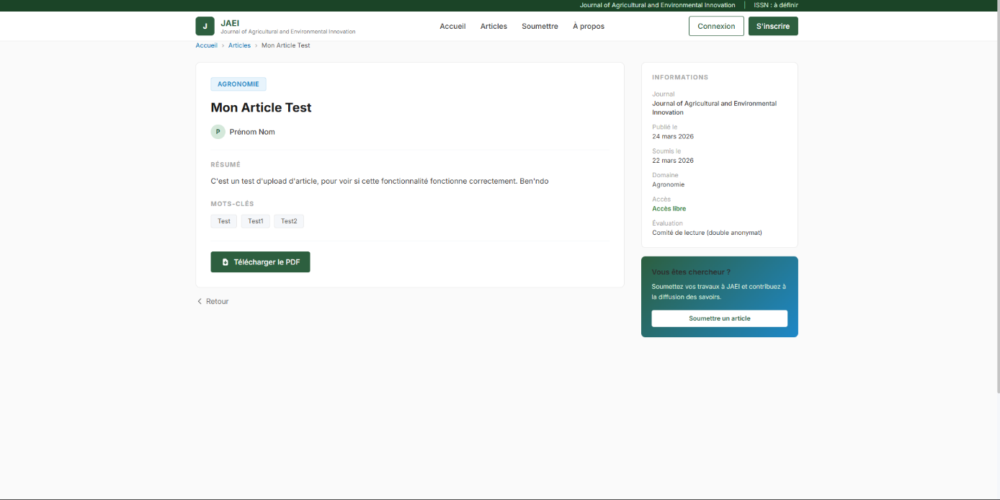 Journal of Agricultural and Environmental Innovation | ISSN : à définir
J
JAEI
Journal of Agricultural and Environmental Innovation
Accueil Articles Soumettre À propos
Connexion S'inscrire
Accueil › Articles › Mon Article Test
AGRONOMIE
Mon Article Test
P Prénom Nom
RÉSUMÉ
C'est un test d'upload d'article, pour voir si cette fonctionnalité fonctionne correctement. Ben'ndo
MOTS-CLÉS
Test Test1 Test2
Télécharger le PDF
Retour
INFORMATIONS
Journal
Journal of Agricultural and Environmental
Innovation
Publié le
24 mars 2026
Soumis le
22 mars 2026
Domaine
Agronomie
Accès
Accès libre
Évaluation
Comité de lecture (double anonymat)
Vous êtes chercheur ?
Soumettez vos travaux à JAEI et contribuez à
la diffusion des savoirs.
Soumettre un article